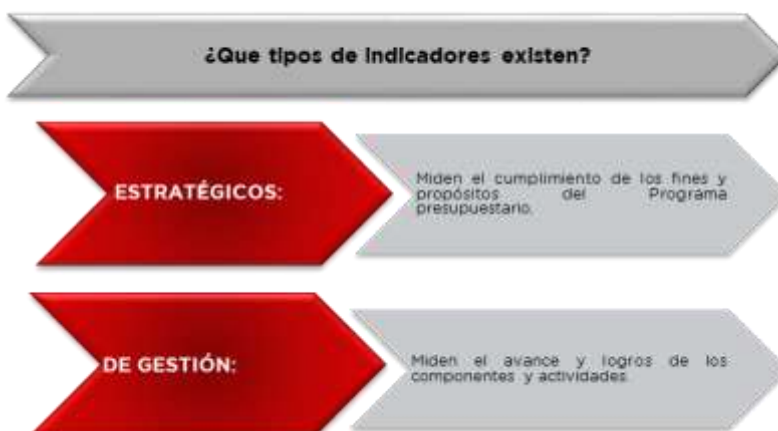 ¿Que tipos de indicadores existen?
ESTRATÉGICOS:
Miden el cumplimiento de los fines y
propósitos del Programa
presupuestario.
DE GESTIÓN:
Miden el avance y logros de los
componentes y actividades.